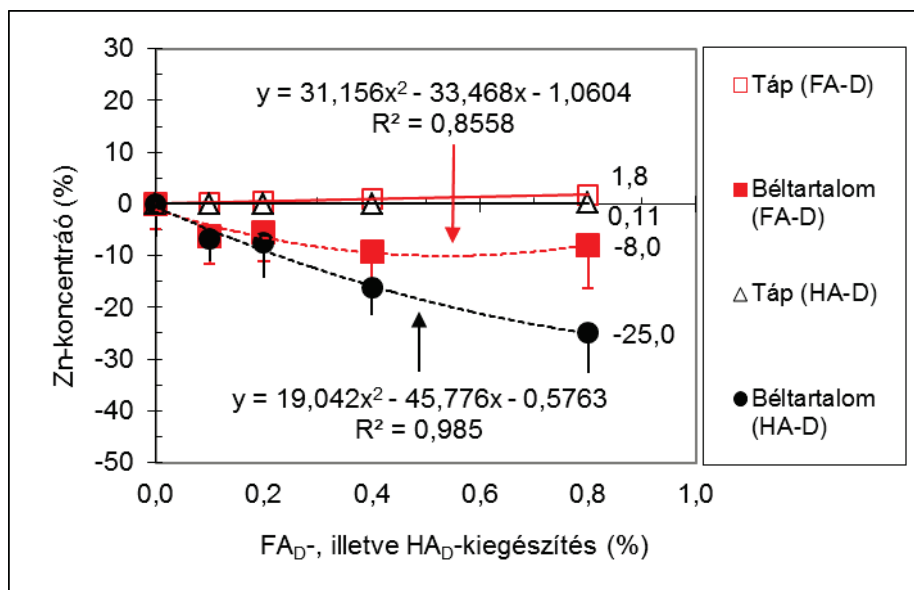 30
20
10
0
-10
-20
-30
-40
-50
Zn-koncentráó (%)
y = 31,156x² - 33,468x - 1,0604
R² = 0,8558
1,8
0,11
-8,0
-25,0
y = 19,042x² - 45,776x - 0,5763
R² = 0,985
0,0
0,2
0,4
0,6
0,8
1,0
FA_D-, illetve HA_D-kiegészítés (%)
Táp (FA-D)
Béltartalom
(FA-D)
Táp (HA-D)
Béltartalom
(HA-D)